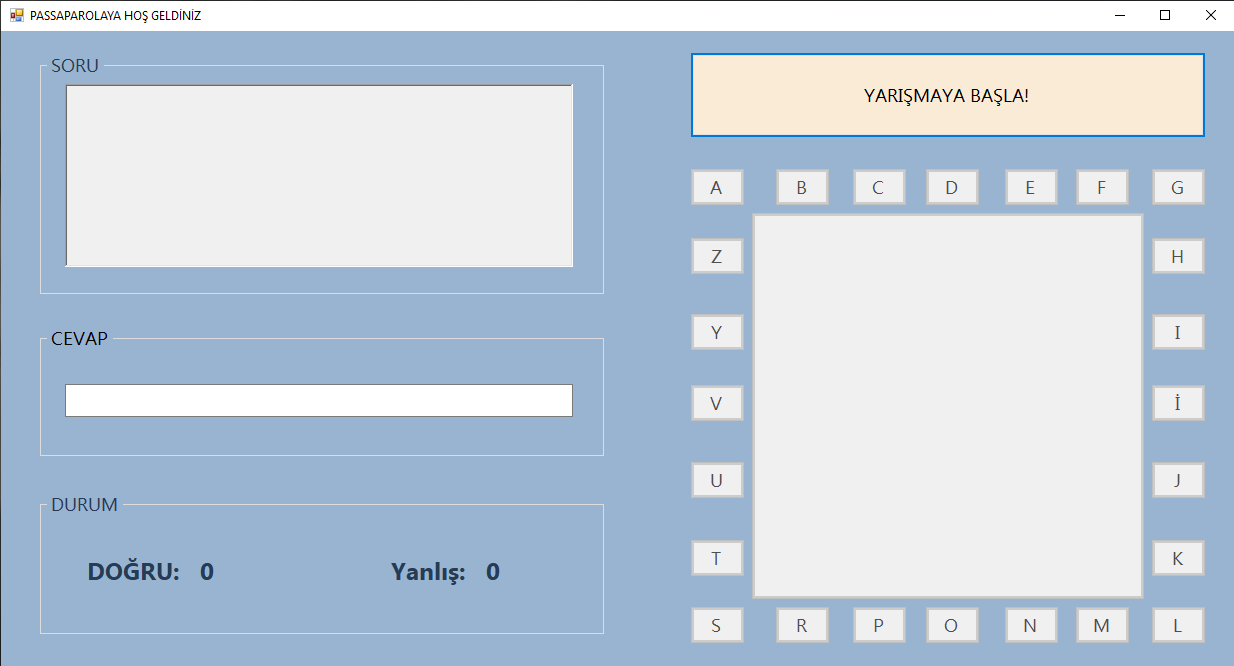 PASSAPAROLAYA HOŞ GELDİNİZ
SORU
YARIŞMAYA BAŞLA!
A B C D E F G
Z H
Y I
CEVAP
V İ
U J
DURUM
T K
DOĞRU: 0 Yanlış: 0
S R P O N M L